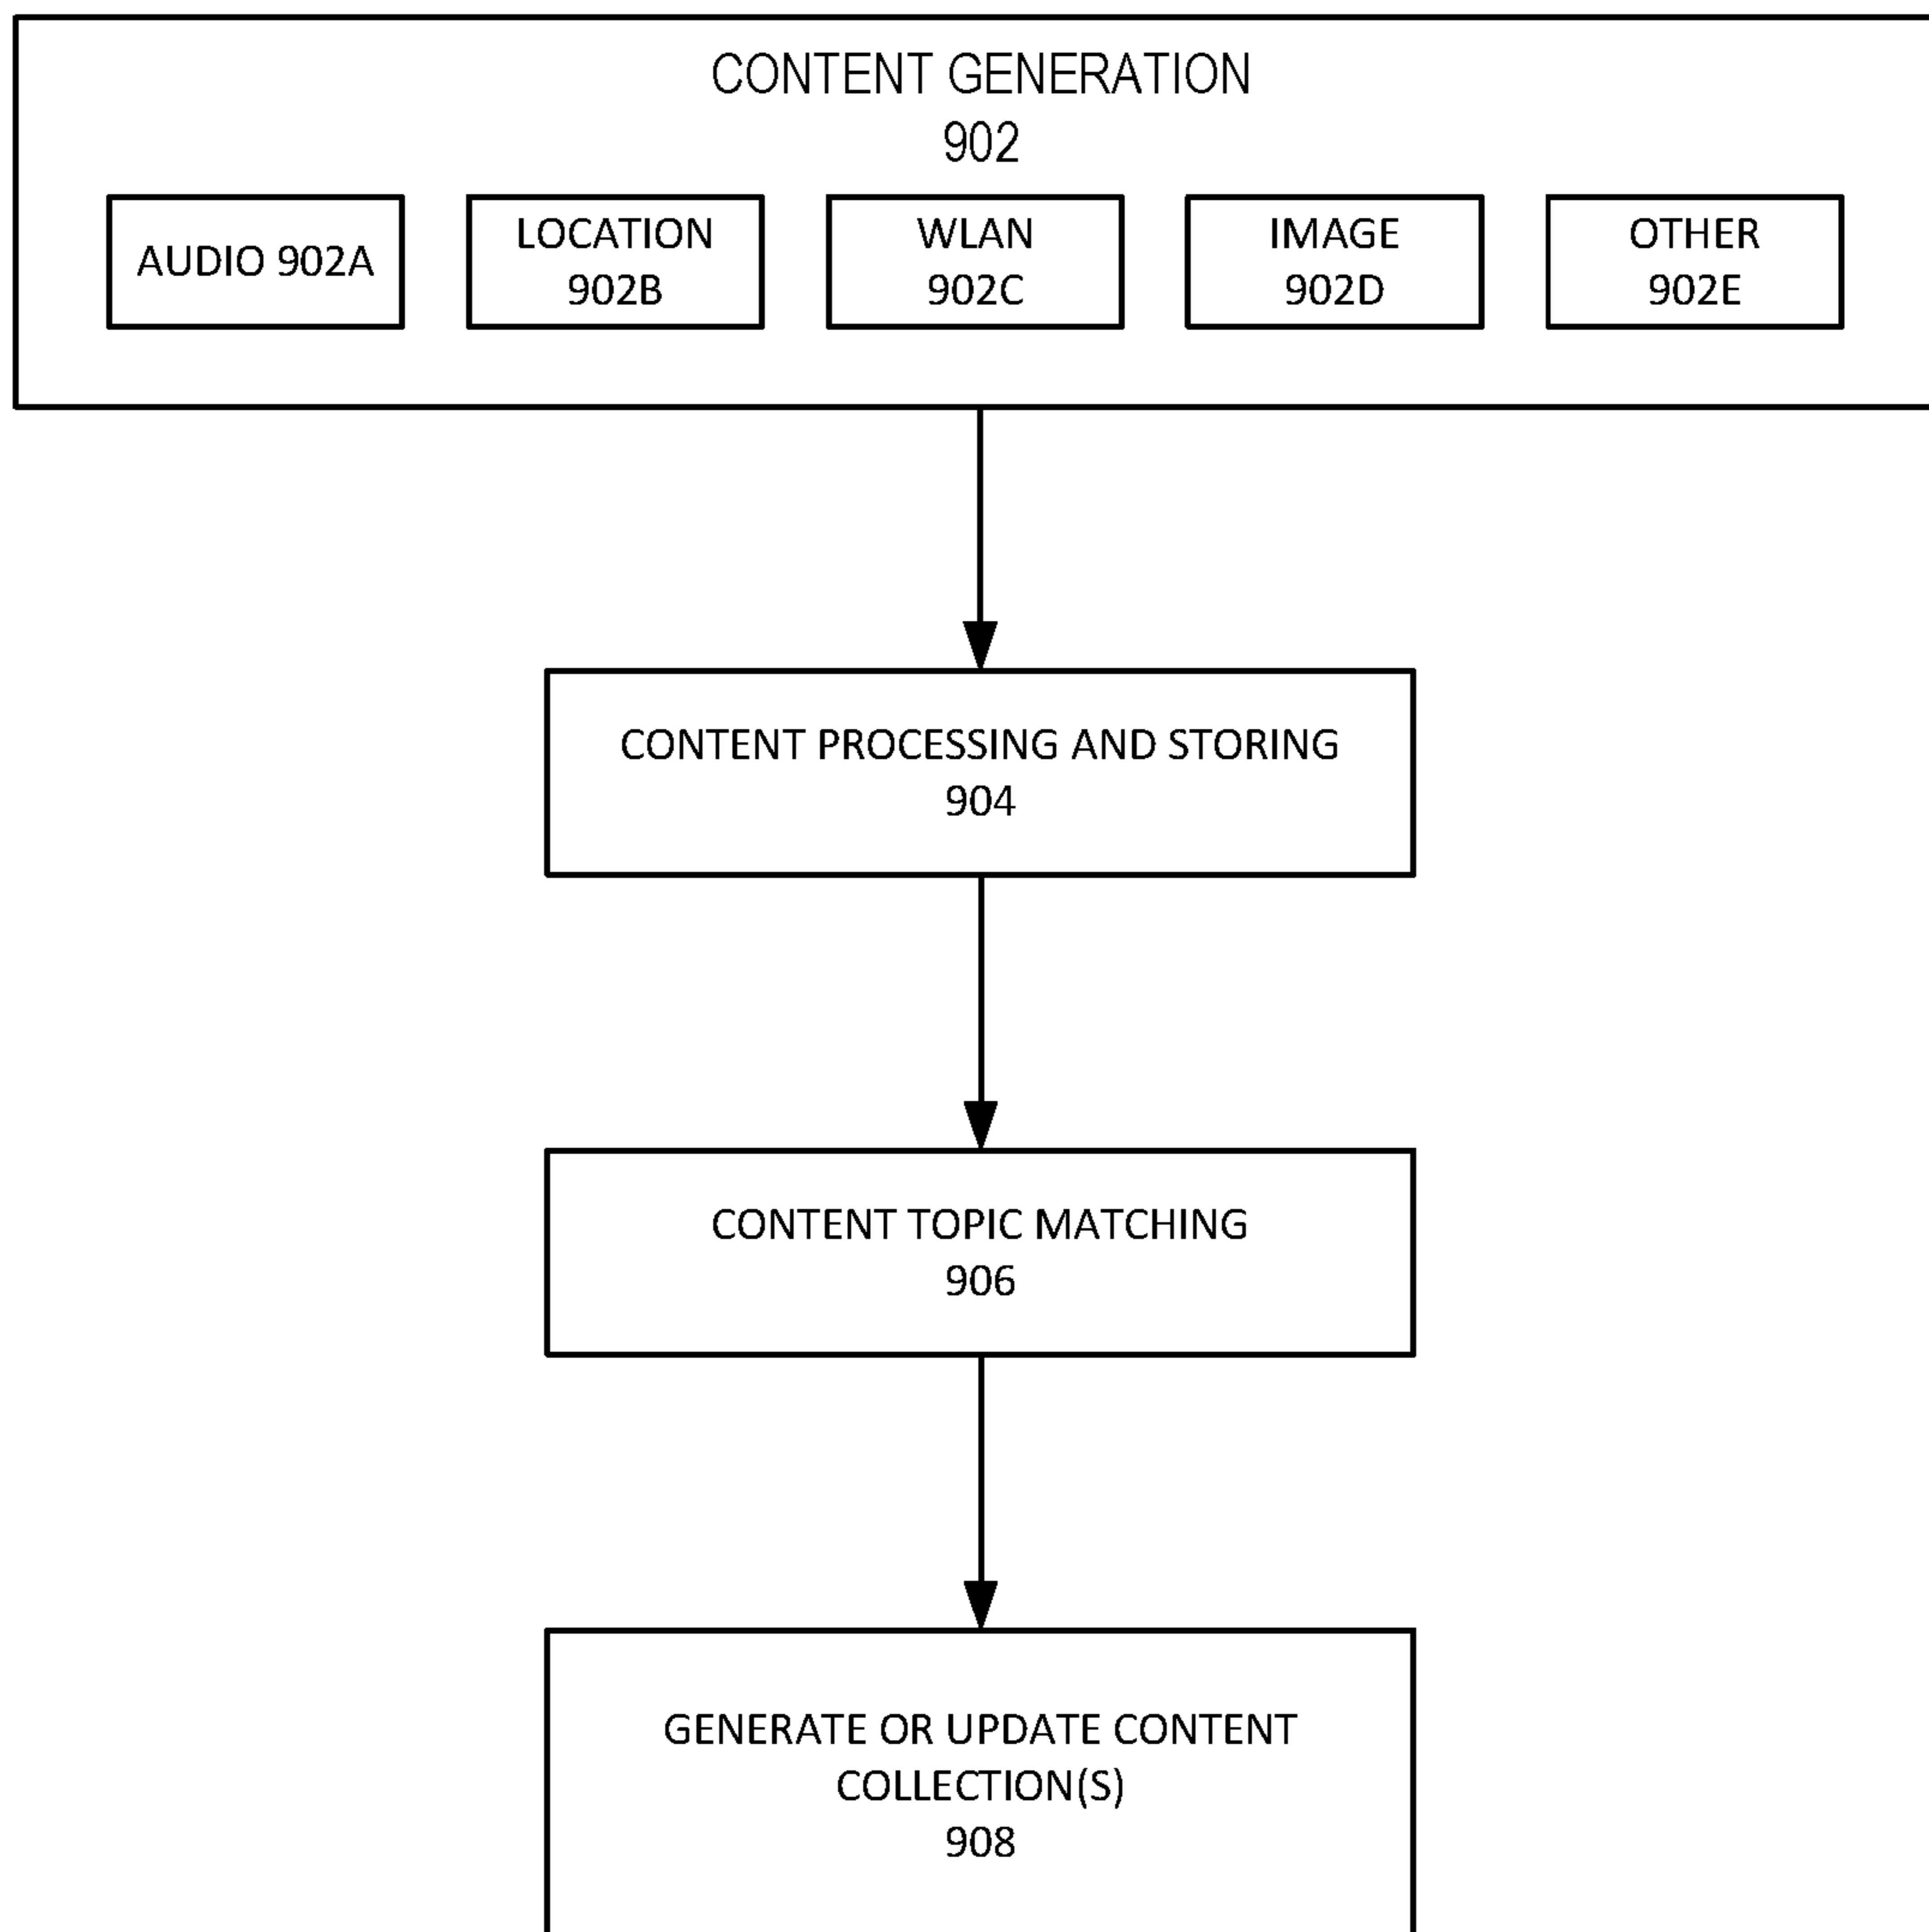 CONTENT GENERATION
902
AUDIO 902A
LOCATION
902B
WLAN
902C
IMAGE
902D
OTHER
902E
CONTENT PROCESSING AND STORING
904
CONTENT TOPIC MATCHING
906
GENERATE OR UPDATE CONTENT
COLLECTION(S)
908